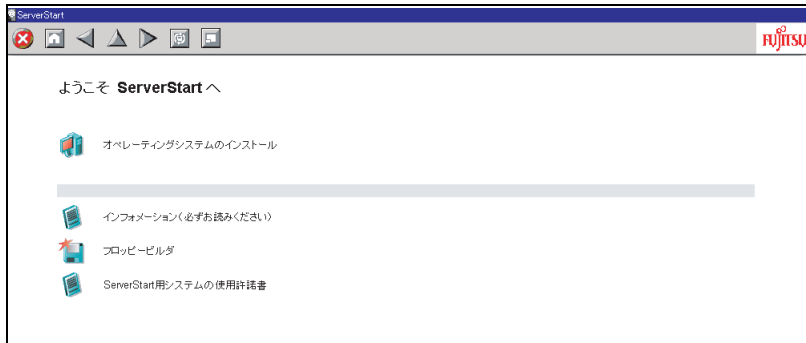 ServerStart
FUJITSU
ようこそ ServerStart へ
オペレーティングシステムのインストール
インフォメーション(必ずお読みください)
フロッピービルダ
ServerStart用システムの使用許諾書